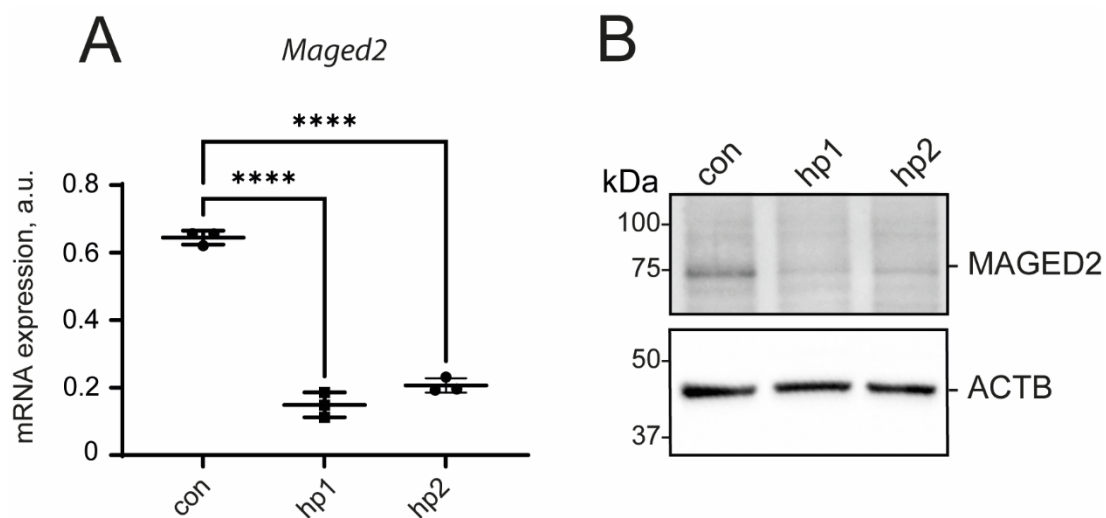 A
Maged2
****
****
0.8
0.6
0.4
0.2
0
mRNA expression, a.u.
con
hp1
hp2
B
con hp1 hp2
kDa
100
75
MAGED2
50
37
ACTB